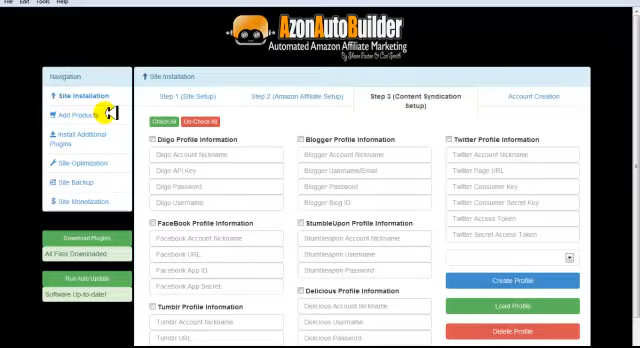 File Edit Tools Help
AzonAutoBuilder
Automated Amazon Affiliate Marketing
Navigation
Site Installation
Add Products
Install Additional
Plugins
Site Optimization
Site Backup
Site Monetization
Download Plugins
All Files Downloaded
Run Auto Update
Software Up-to-date!
Site Installation
Step 1 (Site Setup)
Step 2 (Amazon Affiliate Setup)
Step 3 (Content Syndication
Setup)
Account Creation
Check All
Un-Check All
Diigo Profile Information
Diigo Account Nickname
Diigo API Key
Diigo Password
Diigo Username
Blogger Profile Information
Blogger Account Nickname
Blogger Username/Email
Blogger Password
Blogger Blog ID
Twitter Profile Information
Twitter Account Nickname
Twitter Page URL
Twitter Consumer Key
Twitter Consumer Secret Key
Twitter Access Token
Twitter Secret Access Token
FaceBook Profile Information
Facebook Account Nickname
Facebook URL
Facebook App ID
Facebook App Secret
StumbleUpon Profile Information
Stumbleupon Account Nickname
Stumbleupon Username
Stumbleupon Password
Create Profile
Load Profile
Delete Profile
Tumblr Profile Information
Tumblr Account Nickname
Tumblr URL
Delicious Profile Information
Delicious Account Nickname
Delicious Username
Delicious Password